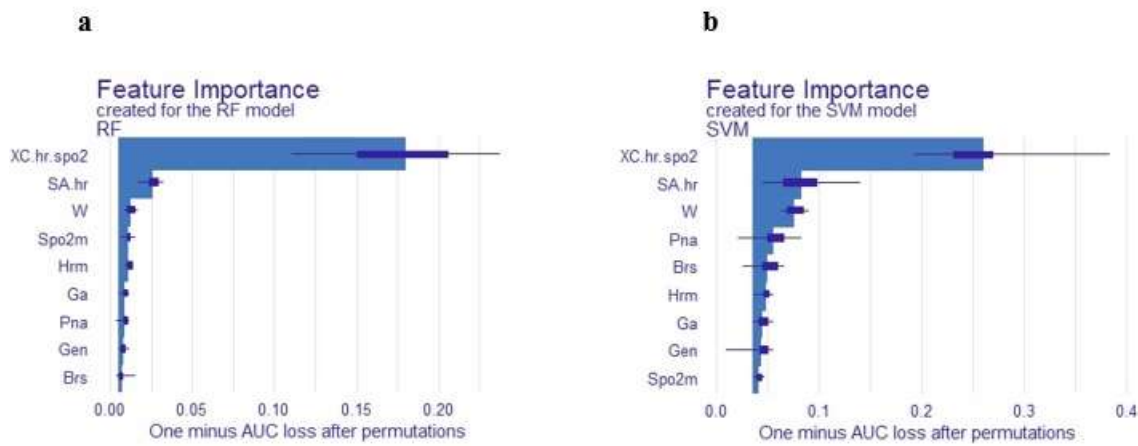 a
Feature Importance
created for the RF model
RF
XC.hr.spo2
SA.hr
W
Spo2m
Hrm
Ga
Pna
Gen
Brs
0.00 0.05 0.10 0.15 0.20
One minus AUC loss after permutations
b
Feature Importance
created for the SVM model
SVM
XC.hr.spo2
SA.hr
W
Pna
Brs
Hrm
Ga
Gen
Spo2m
0.0 0.1 0.2 0.3 0.4
One minus AUC loss after permutations